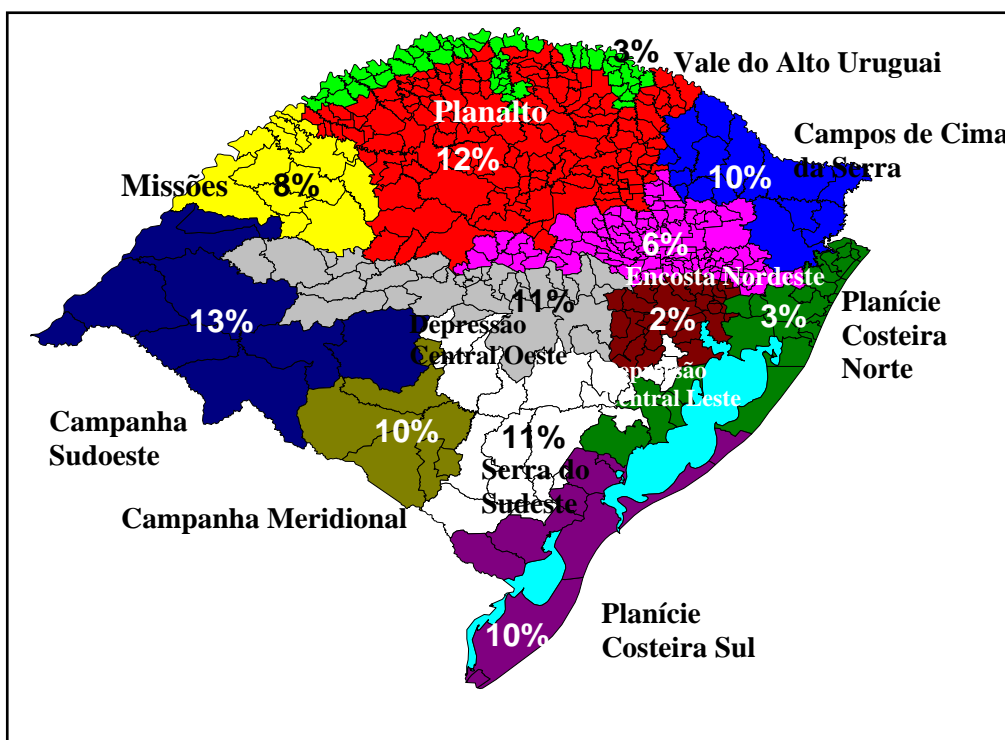 3%
Vale do Alto Uruguai
Planalto
12%
Campos de Cima
da Serra
10%
Missões
8%
6%
Encosta Nordeste
13%
11%
Depressão
Central Oeste
2%
3%
Planície
Costeira
Norte
Leste
Campanha
Sudoeste
10%
11%
Serra do
Sudeste
Campanha Meridional
Planície
Costeira Sul
10%